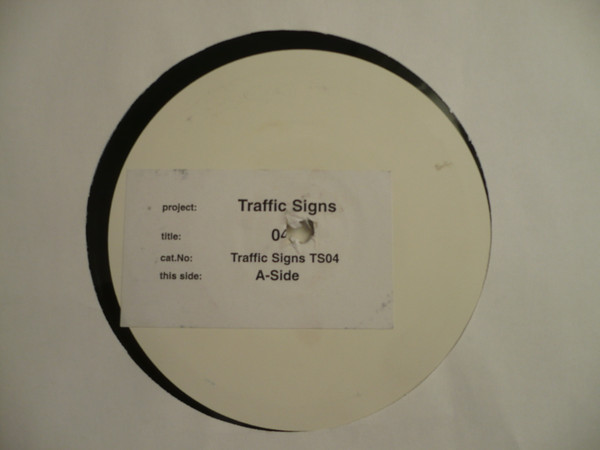 project: Traffic Signs
title: 04
cat.No: Traffic Signs TS04
this side: A-Side